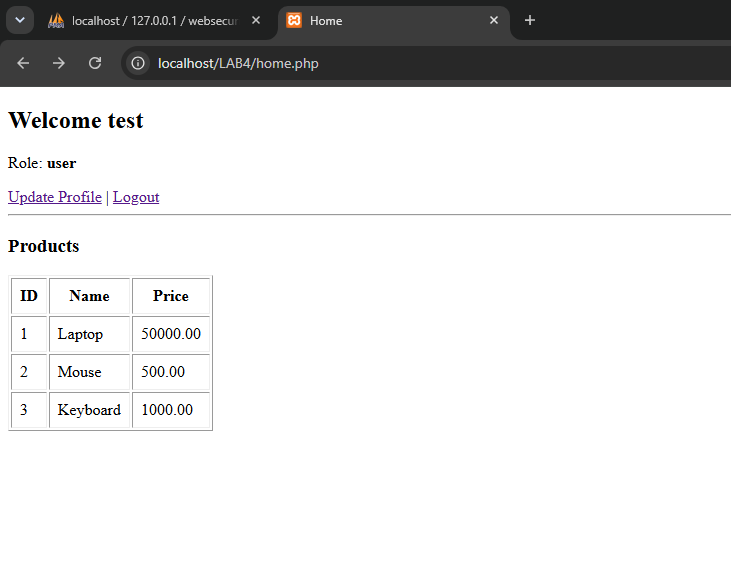 localhost / 127.0.0.1 / websecur
Home
localhost/LAB4/home.php
Welcome test
Role: user
Update Profile | Logout
Products
ID Name Price
1 Laptop 50000.00
2 Mouse 500.00
3 Keyboard 1000.00